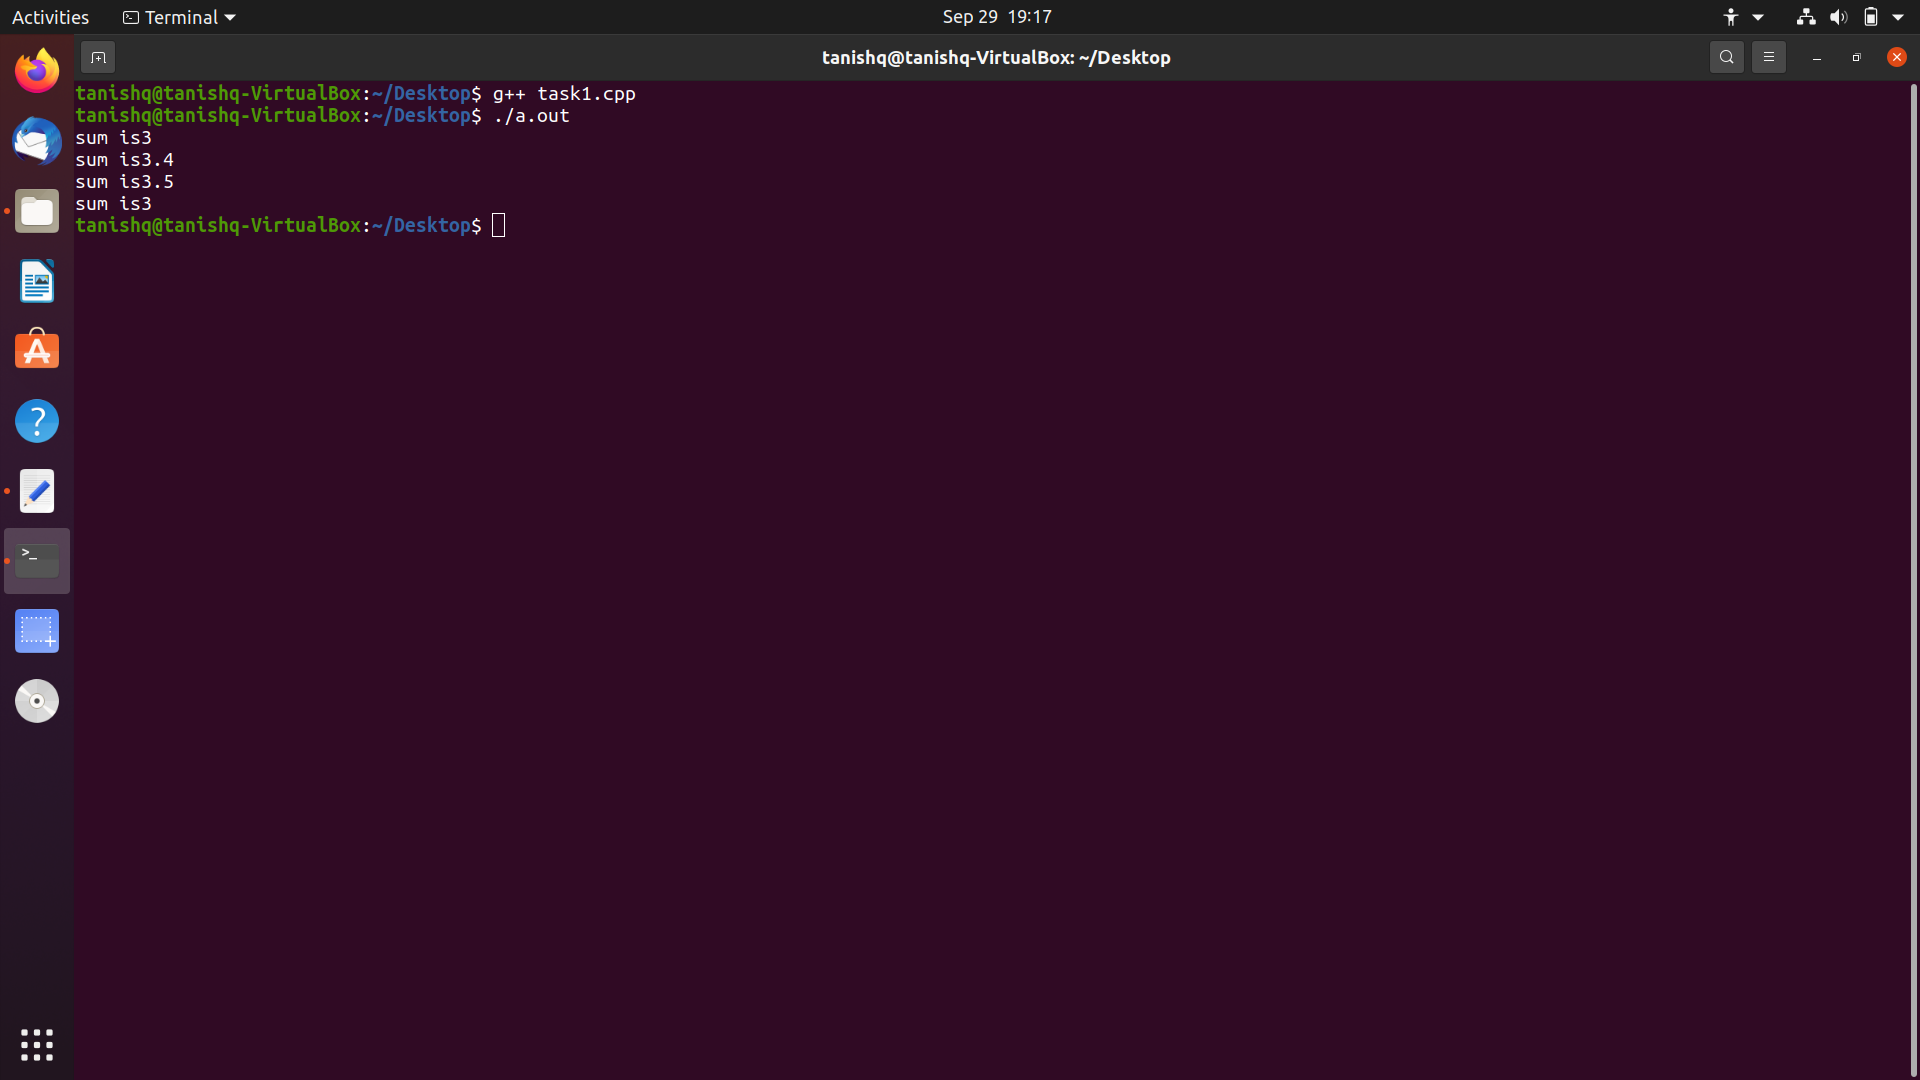 Activities Terminal Sep 29 19:17
tanishq@tanishq-VirtualBox: ~/Desktop
tanishq@tanishq-VirtualBox:~/Desktop$ g++ task1.cpp
tanishq@tanishq-VirtualBox:~/Desktop$ ./a.out
sum is3
sum is3.4
sum is3.5
sum is3
tanishq@tanishq-VirtualBox:~/Desktop$